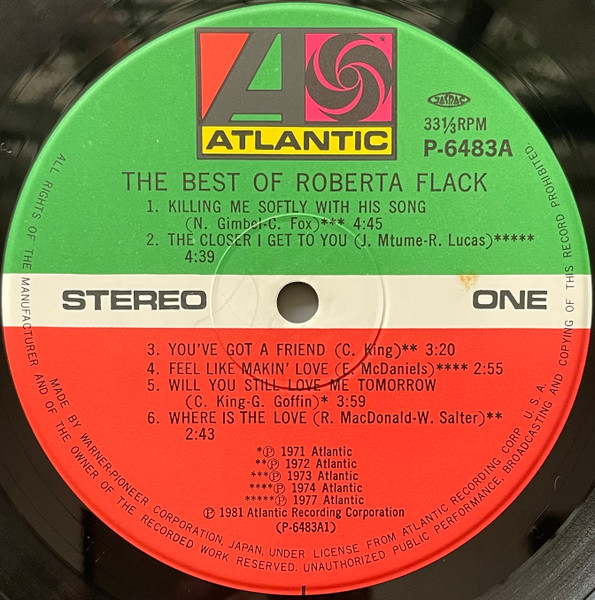 ATLANTIC
JASRAC
33 1/3 RPM
P-6483A
THE BEST OF ROBERTA FLACK
1. KILLING ME SOFTLY WITH HIS SONG
(N. Gimbel-C. Fox)*** 4:45
2. THE CLOSER I GET TO YOU (J. Mtume-R. Lucas)*****
4:39
STEREO
ONE
3. YOU'VE GOT A FRIEND (C. King)** 3:20
4. FEEL LIKE MAKIN' LOVE (E. McDaniels)**** 2:55
5. WILL YOU STILL LOVE ME TOMORROW
(C. King-G. Goffin)* 3:59
6. WHERE IS THE LOVE (R. MacDonald-W. Salter)**
2:43
*Ⓟ 1971 Atlantic
**Ⓟ 1972 Atlantic
***Ⓟ 1973 Atlantic
****Ⓟ 1974 Atlantic
*****Ⓟ 1977 Atlantic
Ⓟ 1981 Atlantic Recording Corporation
(P-6483A1)
MADE BY WARNER-PIONEER CORPORATION, JAPAN, UNDER LICENSE FROM ATLANTIC RECORDING CORP. U.S.A.
ALL RIGHTS OF THE MANUFACTURER AND OF THE OWNER OF THE RECORDED WORK RESERVED. UNAUTHORIZED PUBLIC PERFORMANCE, BROADCASTING AND COPYING OF THIS RECORD PROHIBITED.